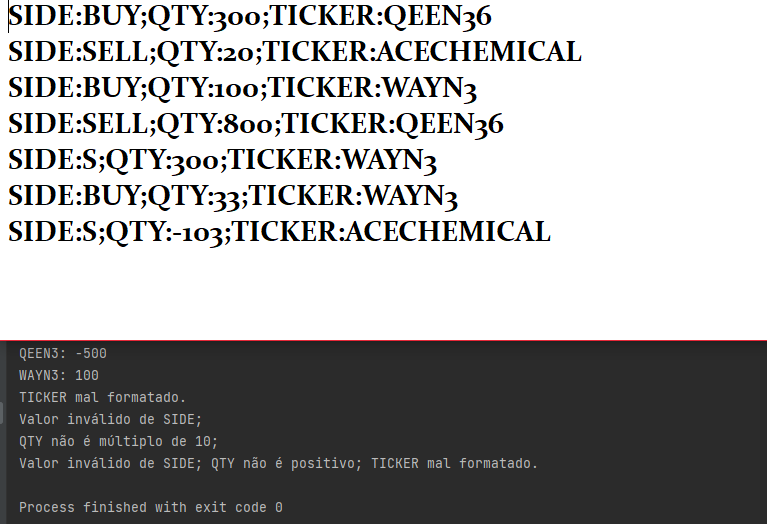 SIDE:BUY;QTY:300;TICKER:QEEN36
SIDE:SELL;QTY:20;TICKER:ACECHEMICAL
SIDE:BUY;QTY:100;TICKER:WAYN3
SIDE:SELL;QTY:800;TICKER:QEEN36
SIDE:S;QTY:300;TICKER:WAYN3
SIDE:BUY;QTY:33;TICKER:WAYN3
SIDE:S;QTY:-103;TICKER:ACECHEMICAL
QEEN3: -500
WAYN3: 100
TICKER mal formatado.
Valor inválido de SIDE;
QTY não é múltiplo de 10;
Valor inválido de SIDE; QTY não é positivo; TICKER mal formatado.
Process finished with exit code 0